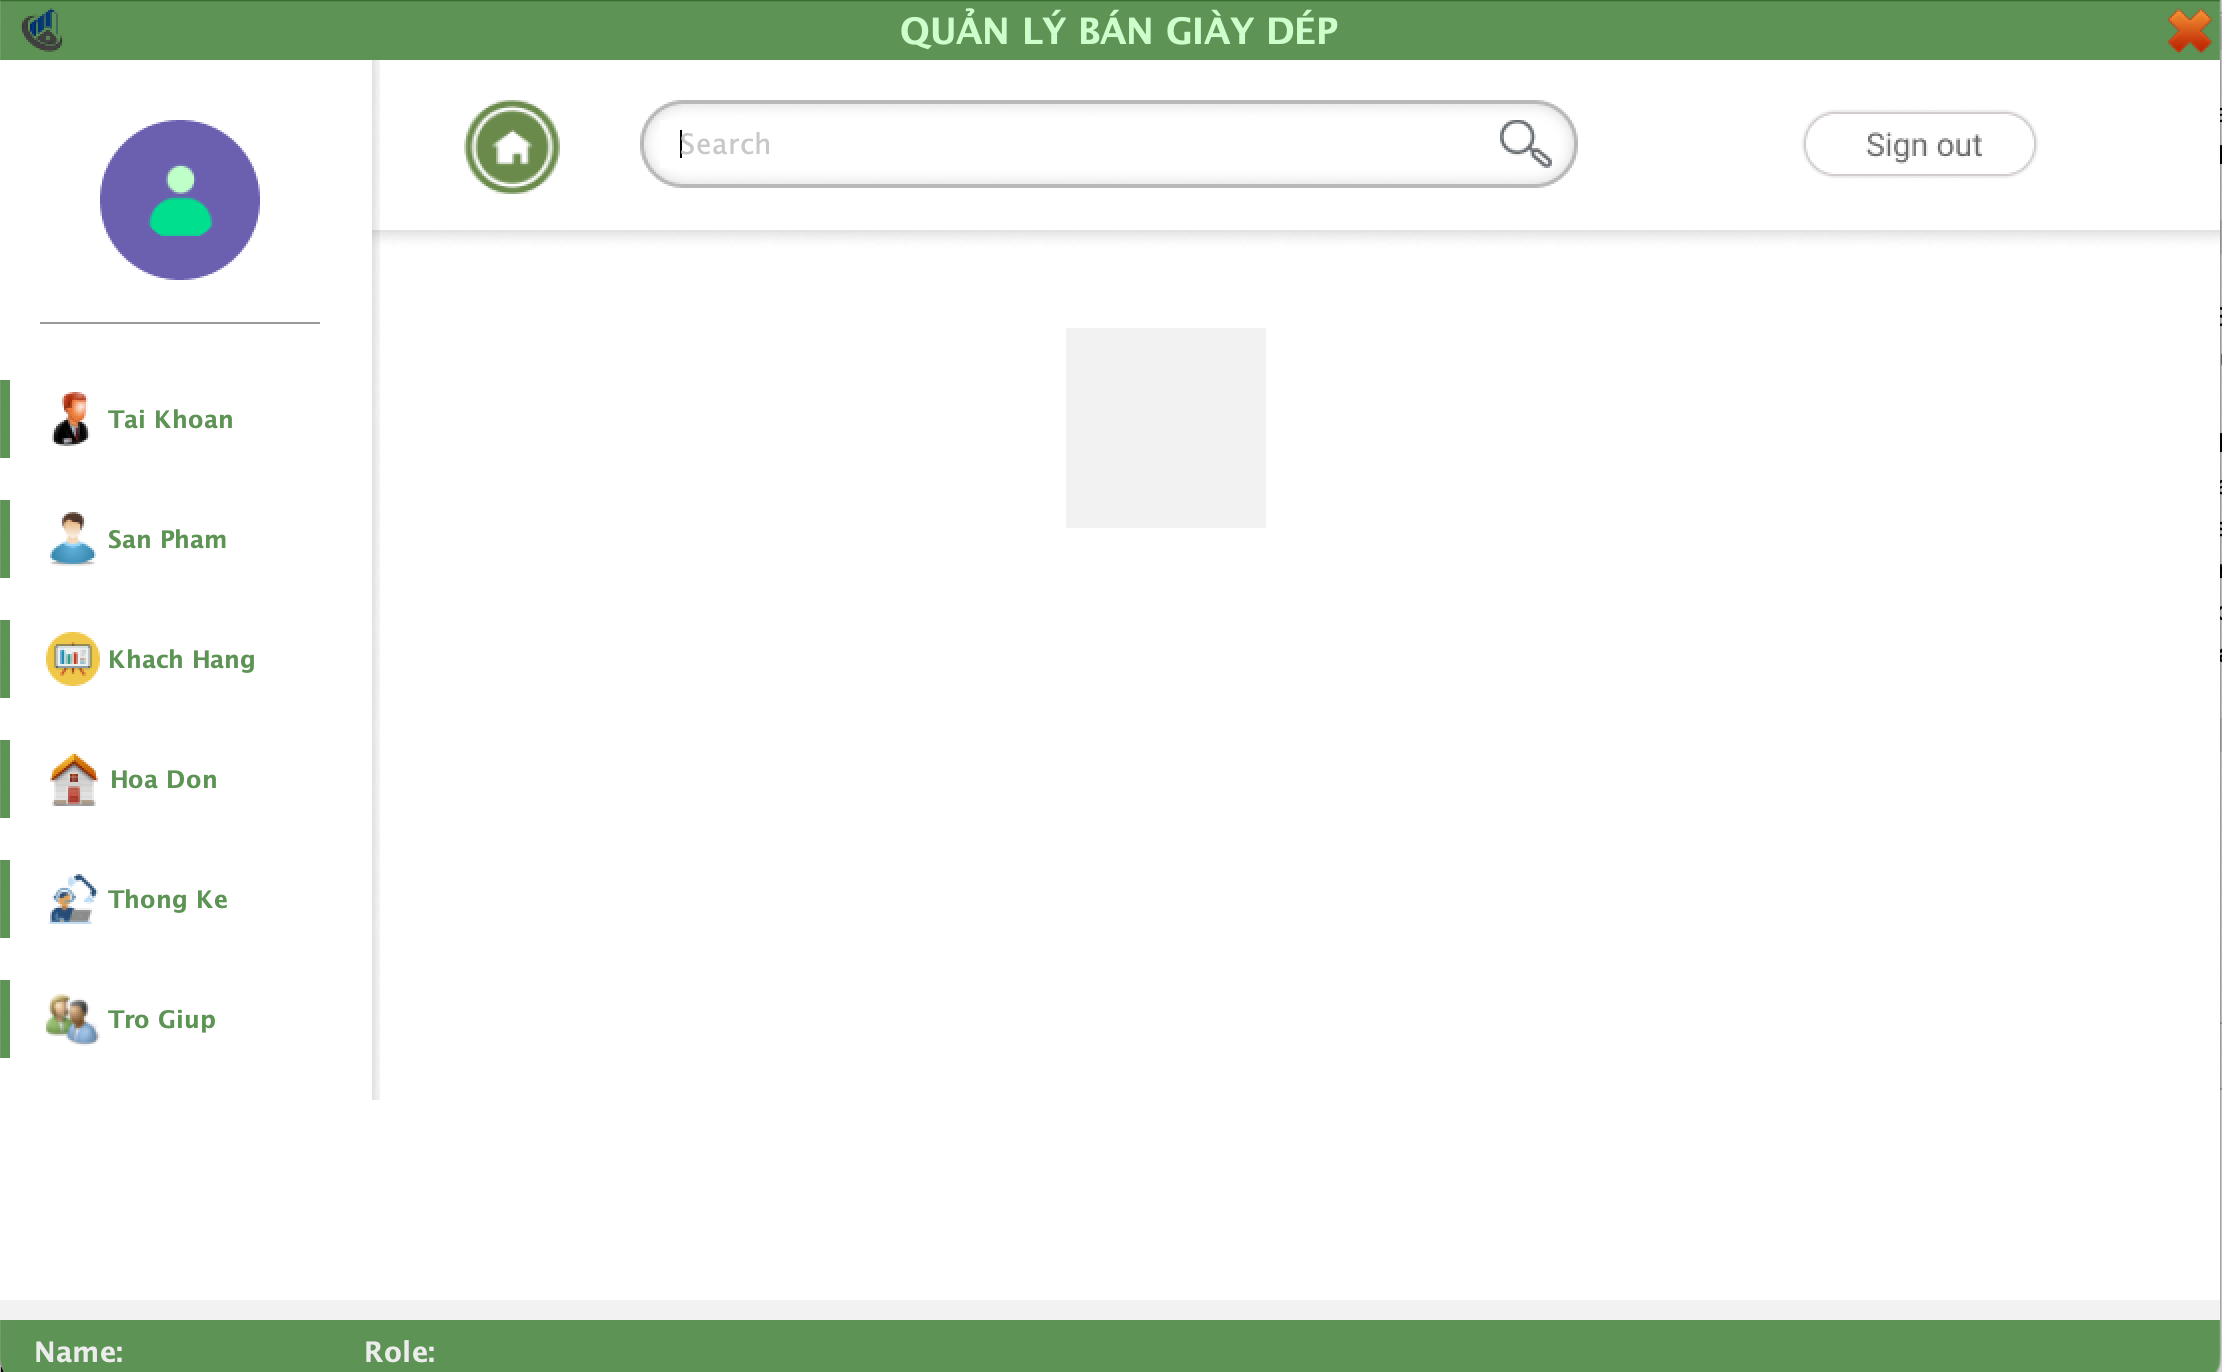 QUẢN LÝ BÁN GIÀY DÉP
Search
Sign out
Tai Khoan
San Pham
Khach Hang
Hoa Don
Thong Ke
Tro Giup
Name:
Role: